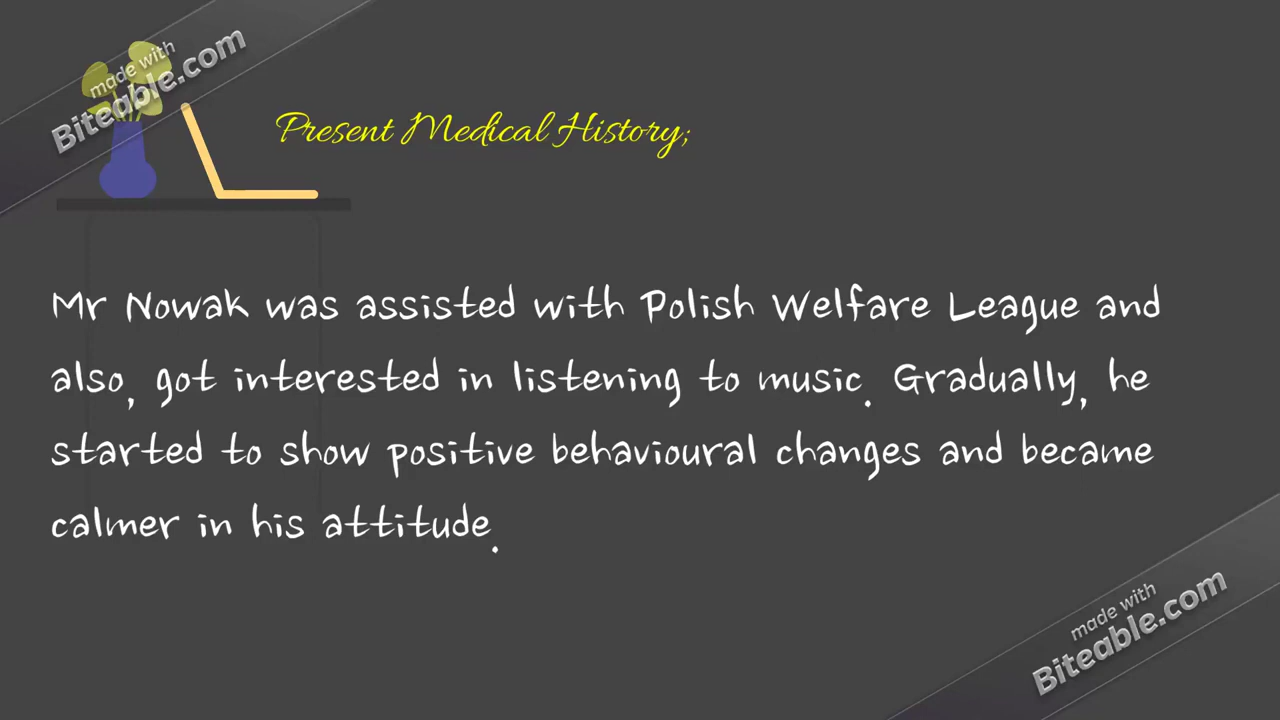 made with
Biteable.com
Present Medical History;
Mr Nowak was assisted with Polish Welfare League and
also, got interested in listening to music. Gradually, he
started to show positive behavioural changes and became
calmer in his attitude.
made with
Biteable.com